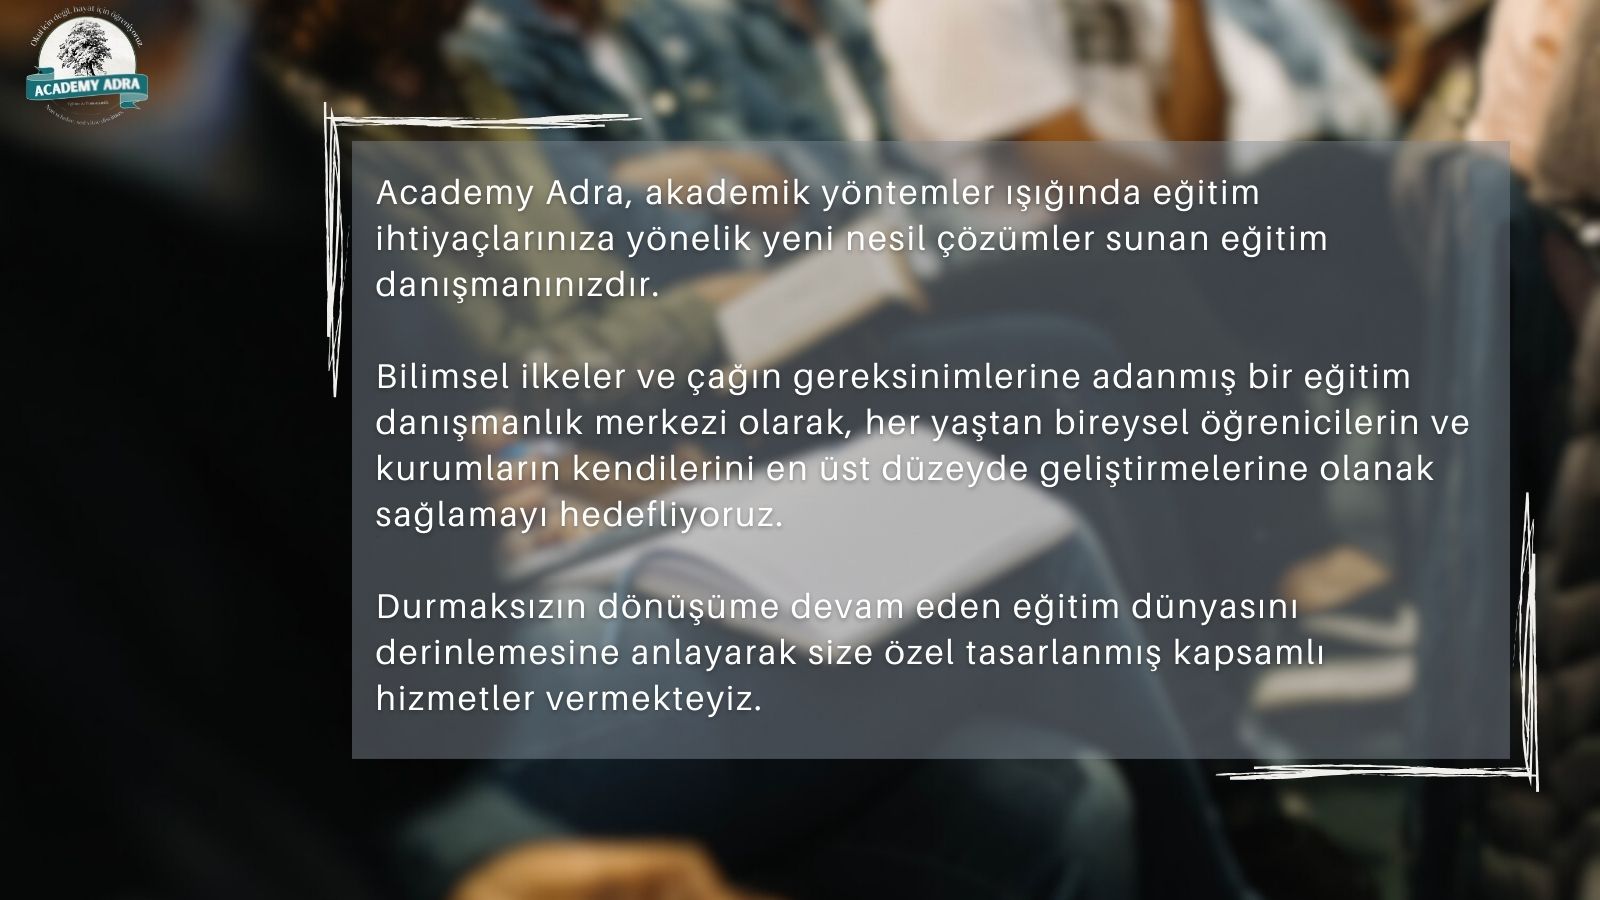 Okul için değil, hayat için öğreniyoruz
ACADEMY ADRA
Academy Adra, akademik yöntemler ışığında eğitim
ihtiyaçlarınıza yönelik yeni nesil çözümler sunan eğitim
danışmanınızdır.
Bilimsel ilkeler ve çağın gereksinimlerine adanmış bir eğitim
danışmanlık merkezi olarak, her yaştan bireysel öğrenicilerin ve
kurumların kendilerini en üst düzeyde geliştirmelerine olanak
sağlamayı hedefliyoruz.
Durmaksızın dönüşüme devam eden eğitim dünyasını
derinlemesine anlayarak size özel tasarlanmış kapsamlı
hizmetler vermekteyiz.